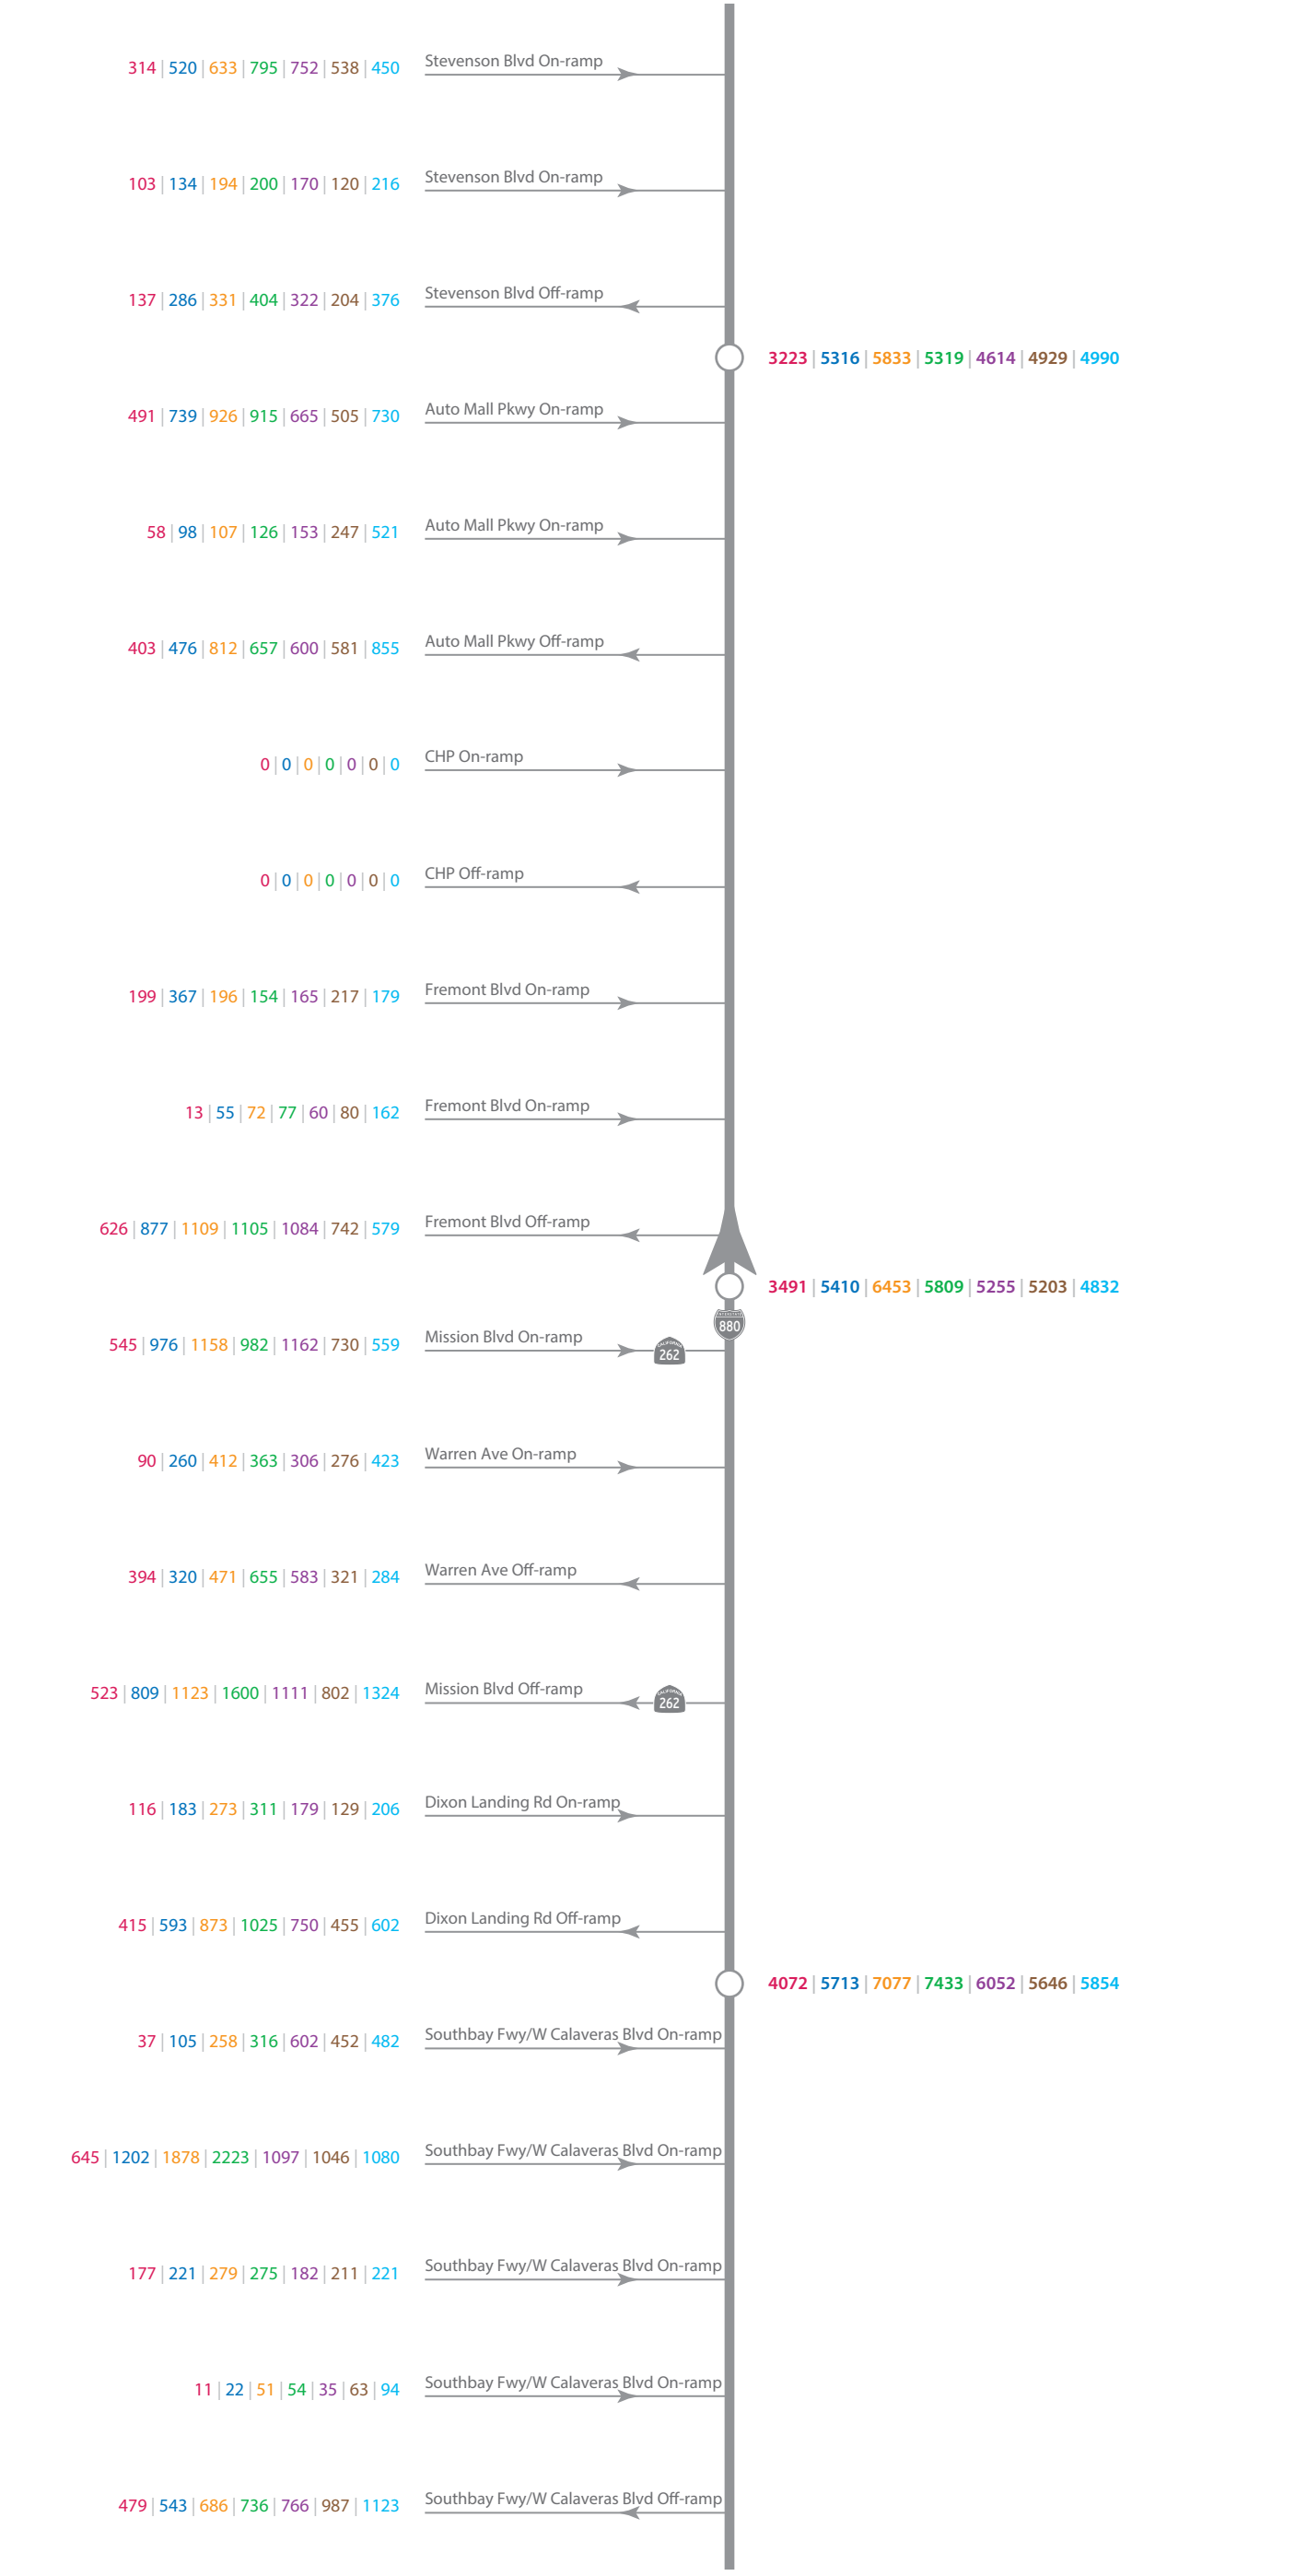 Stevenson Blvd On-ramp
314 | 520 | 633 | 795 | 752 | 538 | 450
Stevenson Blvd On-ramp
103 | 134 | 194 | 200 | 170 | 120 | 216
Stevenson Blvd Off-ramp
137 | 286 | 331 | 404 | 322 | 204 | 376
3223 | 5316 | 5833 | 5319 | 4614 | 4929 | 4990
Auto Mall Pkwy On-ramp
491 | 739 | 926 | 915 | 665 | 505 | 730
Auto Mall Pkwy On-ramp
58 | 98 | 107 | 126 | 153 | 247 | 521
Auto Mall Pkwy Off-ramp
403 | 476 | 812 | 657 | 600 | 581 | 855
CHP On-ramp
0 | 0 | 0 | 0 | 0 | 0 | 0
CHP Off-ramp
0 | 0 | 0 | 0 | 0 | 0 | 0
Fremont Blvd On-ramp
199 | 367 | 196 | 154 | 165 | 217 | 179
Fremont Blvd On-ramp
13 | 55 | 72 | 77 | 60 | 80 | 162
Fremont Blvd Off-ramp
626 | 877 | 1109 | 1105 | 1084 | 742 | 579
3491 | 5410 | 6453 | 5809 | 5255 | 5203 | 4832
880
Mission Blvd On-ramp
545 | 976 | 1158 | 982 | 1162 | 730 | 559
CALIFORNIA
262
Warren Ave On-ramp
90 | 260 | 412 | 363 | 306 | 276 | 423
Warren Ave Off-ramp
394 | 320 | 471 | 655 | 583 | 321 | 284
Mission Blvd Off-ramp
523 | 809 | 1123 | 1600 | 1111 | 802 | 1324
CALIFORNIA
262
Dixon Landing Rd On-ramp
116 | 183 | 273 | 311 | 179 | 129 | 206
Dixon Landing Rd Off-ramp
415 | 593 | 873 | 1025 | 750 | 455 | 602
4072 | 5713 | 7077 | 7433 | 6052 | 5646 | 5854
Southbay Fwy/W Calaveras Blvd On-ramp
37 | 105 | 258 | 316 | 602 | 452 | 482
Southbay Fwy/W Calaveras Blvd On-ramp
645 | 1202 | 1878 | 2223 | 1097 | 1046 | 1080
Southbay Fwy/W Calaveras Blvd On-ramp
177 | 221 | 279 | 275 | 182 | 211 | 221
Southbay Fwy/W Calaveras Blvd On-ramp
11 | 22 | 51 | 54 | 35 | 63 | 94
Southbay Fwy/W Calaveras Blvd Off-ramp
479 | 543 | 686 | 736 | 766 | 987 | 1123